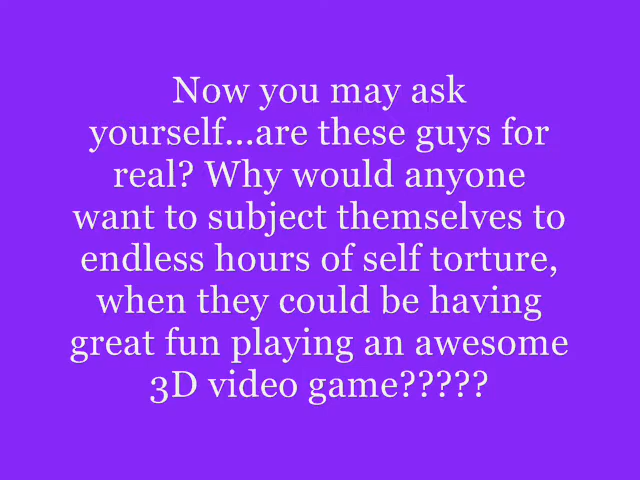 Now you may ask
yourself...are these guys for
real? Why would anyone
want to subject themselves to
endless hours of self torture,
when they could be having
great fun playing an awesome
3D video game?????